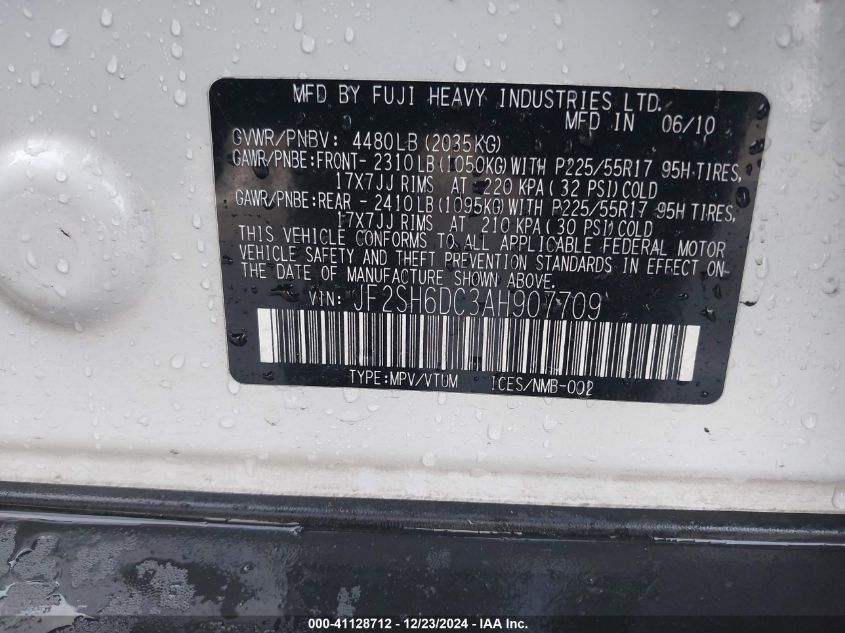 MFD BY FUJI HEAVY INDUSTRIES LTD.
MFD IN 06/10
GVWR/PNBV: 4480LB (2035KG)
GAWR/PNBE:FRONT- 2310LB (1050KG) WITH P225/55R17 95H TIRES,
17X7JJ RIMS AT 220 KPA ( 32 PSI) COLD
GAWR/PNBE:REAR - 2410LB (1095KG) WITH P225/55R17 95H TIRES,
17X7JJ RIMS AT 210 KPA ( 30 PSI) COLD
THIS VEHICLE CONFORMS TO ALL APPLICABLE FEDERAL MOTOR
VEHICLE SAFETY AND THEFT PREVENTION STANDARDS IN EFFECT ON
THE DATE OF MANUFACTURE SHOWN ABOVE.
VIN: JF2SH6DC3AH907709
TYPE:MPV/VTUM ICES/NMB-002
000-41128712 - 12/23/2024 - IAA Inc.